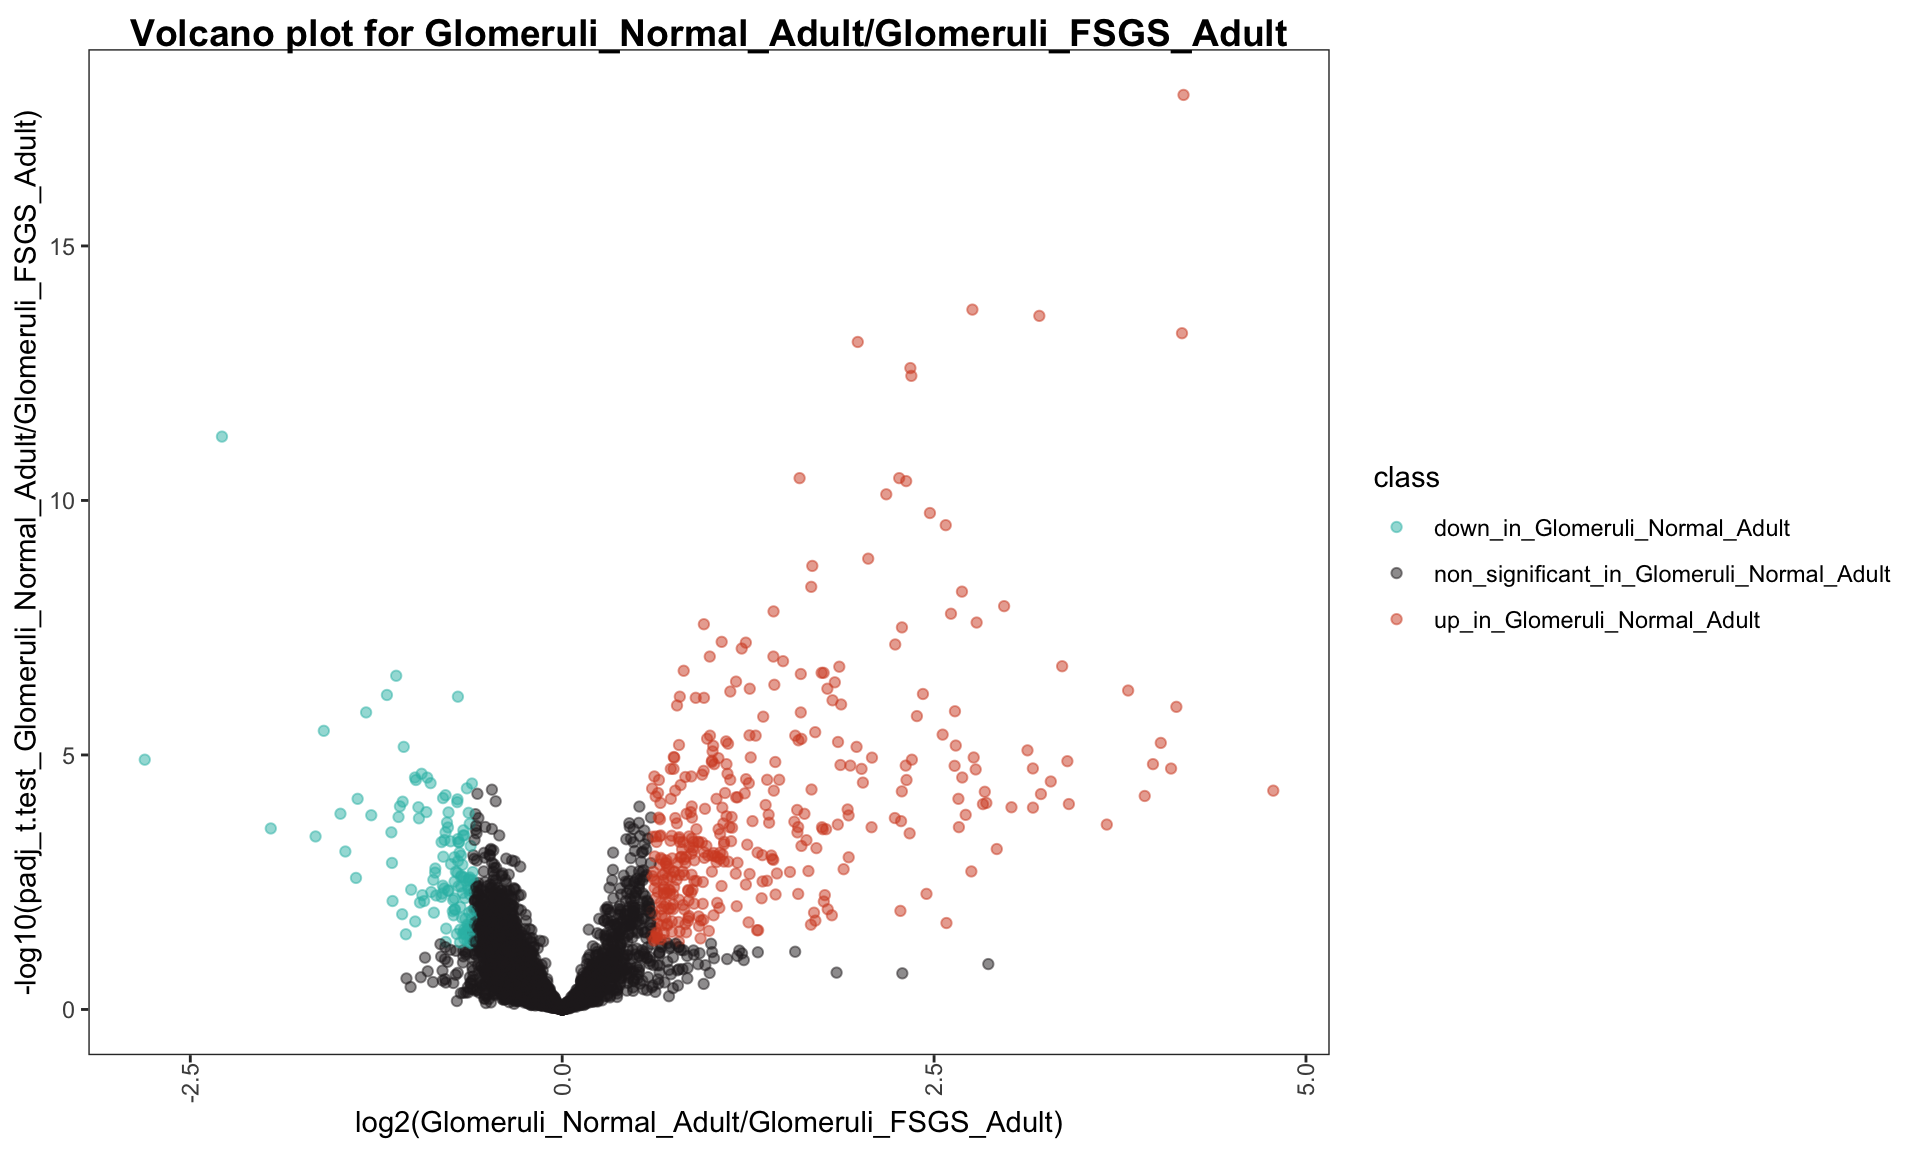 Volcano plot for Glomeruli_Normal_Adult/Glomeruli_FSGS_Adult
-log10(padj_t.test_Glomeruli_Normal_Adult/Glomeruli_FSGS_Adult)
15
10
5
0
-2.5
0.0
2.5
5.0
log2(Glomeruli_Normal_Adult/Glomeruli_FSGS_Adult)
class
down_in_Glomeruli_Normal_Adult
non_significant_in_Glomeruli_Normal_Adult
up_in_Glomeruli_Normal_Adult